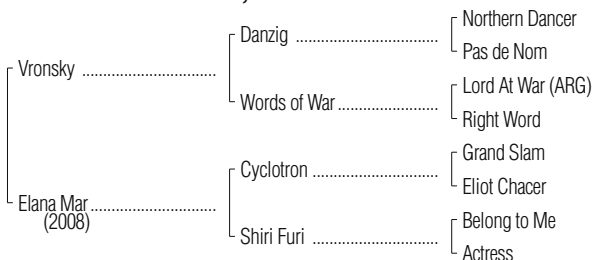 Northern Dancer
Danzig ..................................
Pas de Nom
Vronsky ................................
Lord At War (ARG)
Words of War ........................
Right Word
Grand Slam
Cyclotron ..............................
Eliot Chacer
Elana Mar ..............................
(2008)
Belong to Me
Shiri Furi ..............................
Actress